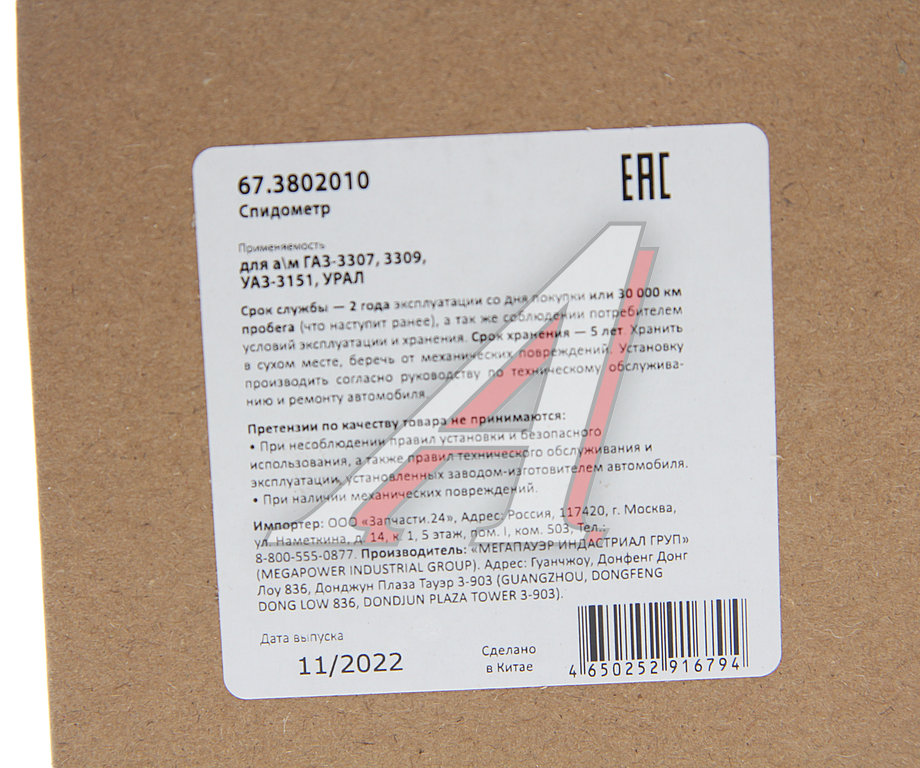 67.3802010
ЕАС
Спидометр
Применяемость
для а\м ГАЗ-3307, 3309,
УАЗ-3151, УРАЛ
Срок службы — 2 года эксплуатации со дня покупки или 30 000 км
пробега (что наступит ранее), а так же соблюдении потребителем
условий эксплуатации и хранения. Срок хранения — 5 лет. Хранить
в сухом месте, беречь от механических повреждений. Установку
производить согласно руководству по техническому обслужива-
нию и ремонту автомобиля.
Претензии по качеству товара не принимаются:
• При несоблюдении правил установки и безопасного
использования, а также правил технического обслуживания и
эксплуатации, установленных заводом-изготовителем автомобиля.
• При наличии механических повреждений.
Импортер: ООО «Запчасти.24», Адрес: Россия, 117420, г. Москва,
ул. Наметкина, д. 14, к. 1, 5 этаж, пом. I, ком. 503, Тел.:
8-800-555-0877. Производитель: «МЕГАПАУЭР ИНДАСТРИАЛ ГРУП»
(MEGAPOWER INDUSTRIAL GROUP). Адрес: Гуанчжоу, Донфенг Донг
Лоу 836, Донджун Плаза Тауэр 3-903 (GUANGZHOU, DONGFENG
DONG LOW 836, DONDJUN PLAZA TOWER 3-903).
Дата выпуска
11/2022
Сделано
в Китае
4 650252 916794